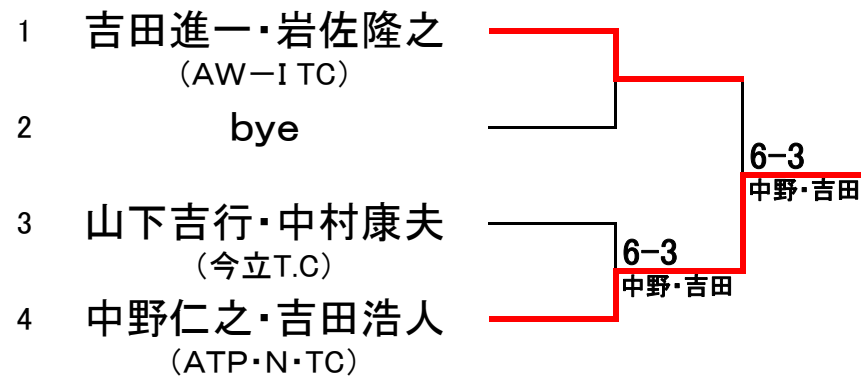 1 吉田進一・岩佐隆之
（AW－I TC）
2 bye
6-3
中野・吉田
3 山下吉行・中村康夫
（今立T.C）
6-3
中野・吉田
4 中野仁之・吉田浩人
（ATP・N・TC）